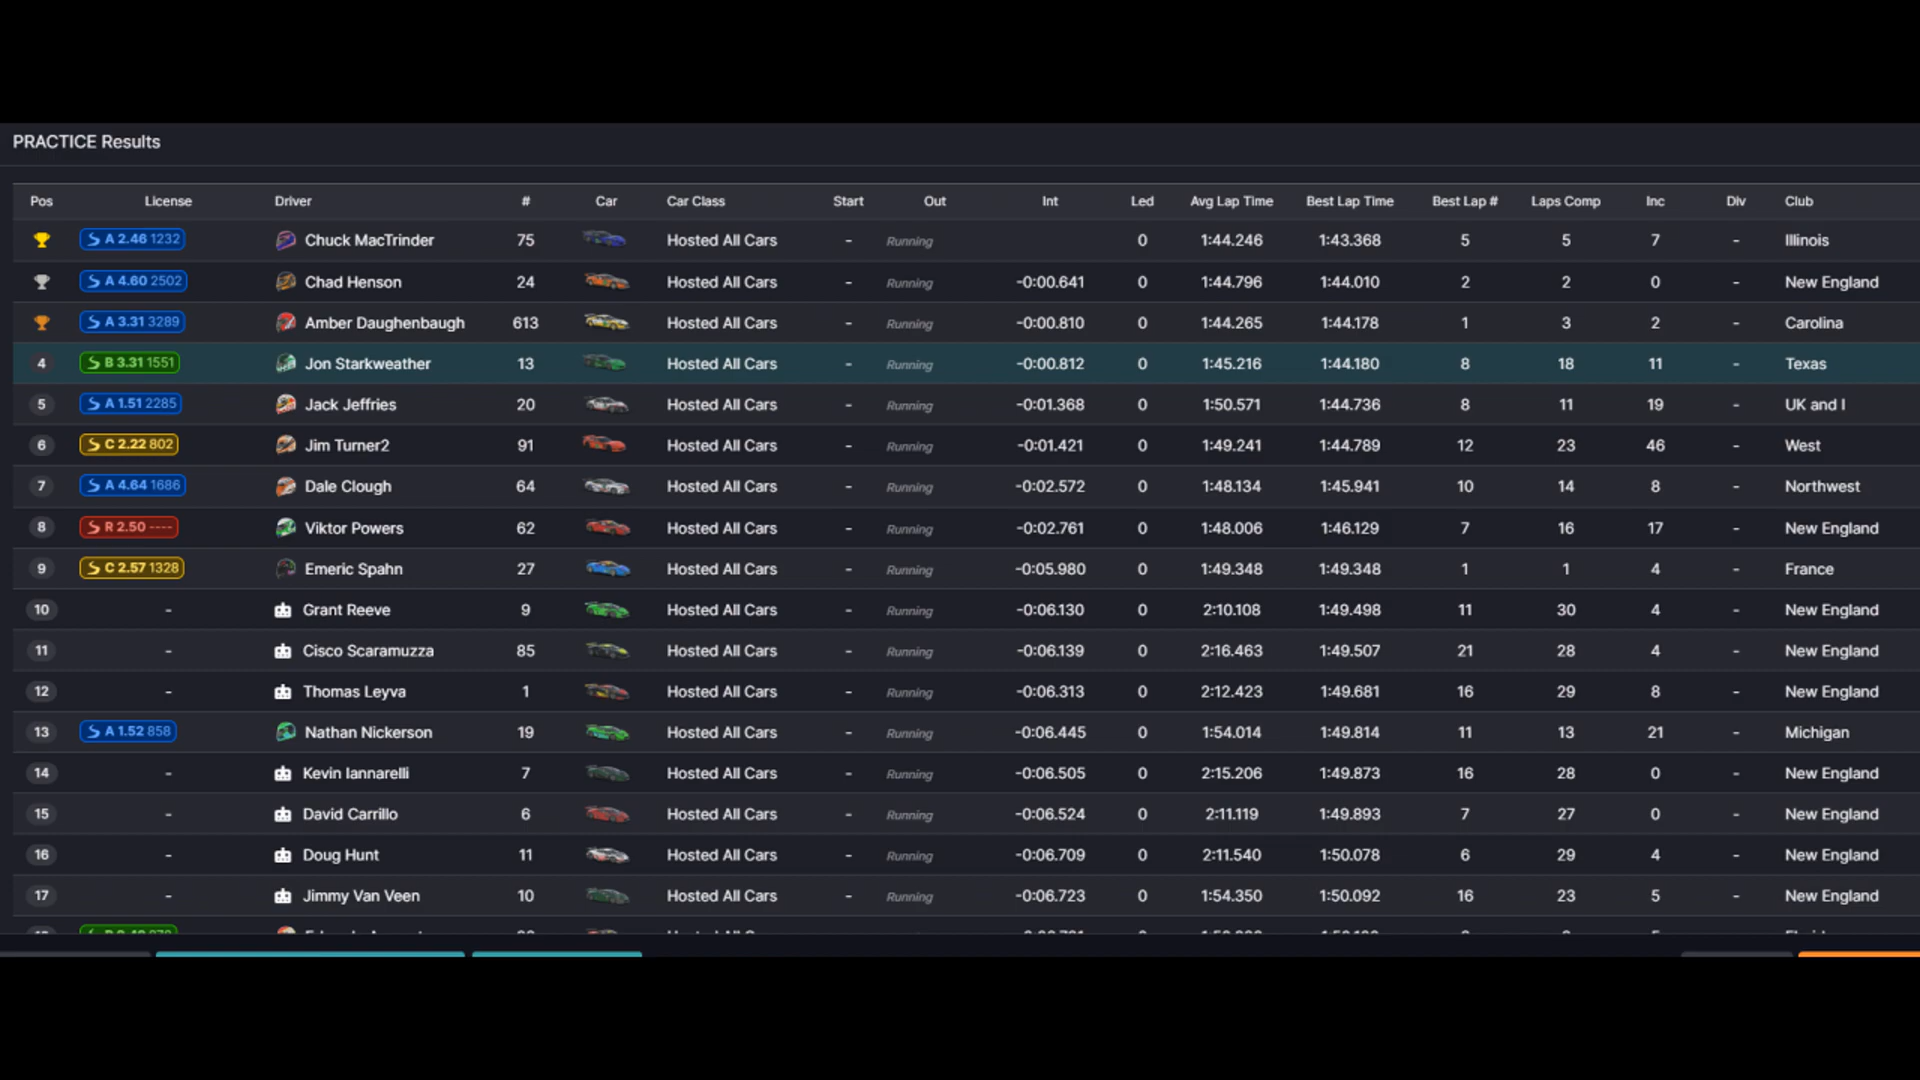 PRACTICE Results
Pos License Driver # Car Car Class Start Out Int Led Avg Lap Time Best Lap Time Best Lap # Laps Comp Inc Div Club
A 2.46 1232 Chuck MacTrinder 75 Hosted All Cars - Running 0 1:44.246 1:43.368 5 5 7 - Illinois
A 4.60 2502 Chad Henson 24 Hosted All Cars - Running -0:00.641 0 1:44.796 1:44.010 2 2 0 - New England
A 3.31 3289 Amber Daughenbaugh 613 Hosted All Cars - Running -0:00.810 0 1:44.265 1:44.178 1 3 2 - Carolina
4 B 3.31 1551 Jon Starkweather 13 Hosted All Cars - Running -0:00.812 0 1:45.216 1:44.180 8 18 11 - Texas
5 A 1.51 2285 Jack Jeffries 20 Hosted All Cars - Running -0:01.368 0 1:50.571 1:44.736 8 11 19 - UK and I
6 C 2.22 802 Jim Turner2 91 Hosted All Cars - Running -0:01.421 0 1:49.241 1:44.789 12 23 46 - West
7 A 4.64 1686 Dale Clough 64 Hosted All Cars - Running -0:02.572 0 1:48.134 1:45.941 10 14 8 - Northwest
8 R 2.50 ---- Viktor Powers 62 Hosted All Cars - Running -0:02.761 0 1:48.006 1:46.129 7 16 17 - New England
9 C 2.57 1328 Emeric Spahn 27 Hosted All Cars - Running -0:05.980 0 1:49.348 1:49.348 1 1 4 - France
10 - Grant Reeve 9 Hosted All Cars - Running -0:06.130 0 2:10.108 1:49.498 11 30 4 - New England
11 - Cisco Scaramuzza 85 Hosted All Cars - Running -0:06.139 0 2:16.463 1:49.507 21 28 4 - New England
12 - Thomas Leyva 1 Hosted All Cars - Running -0:06.313 0 2:12.423 1:49.681 16 29 8 - New England
13 A 1.52 858 Nathan Nickerson 19 Hosted All Cars - Running -0:06.445 0 1:54.014 1:49.814 11 13 21 - Michigan
14 - Kevin Iannarelli 7 Hosted All Cars - Running -0:06.505 0 2:15.206 1:49.873 16 28 0 - New England
15 - David Carrillo 6 Hosted All Cars - Running -0:06.524 0 2:11.119 1:49.893 7 27 0 - New England
16 - Doug Hunt 11 Hosted All Cars - Running -0:06.709 0 2:11.540 1:50.078 6 29 4 - New England
17 - Jimmy Van Veen 10 Hosted All Cars - Running -0:06.723 0 1:54.350 1:50.092 16 23 5 - New England